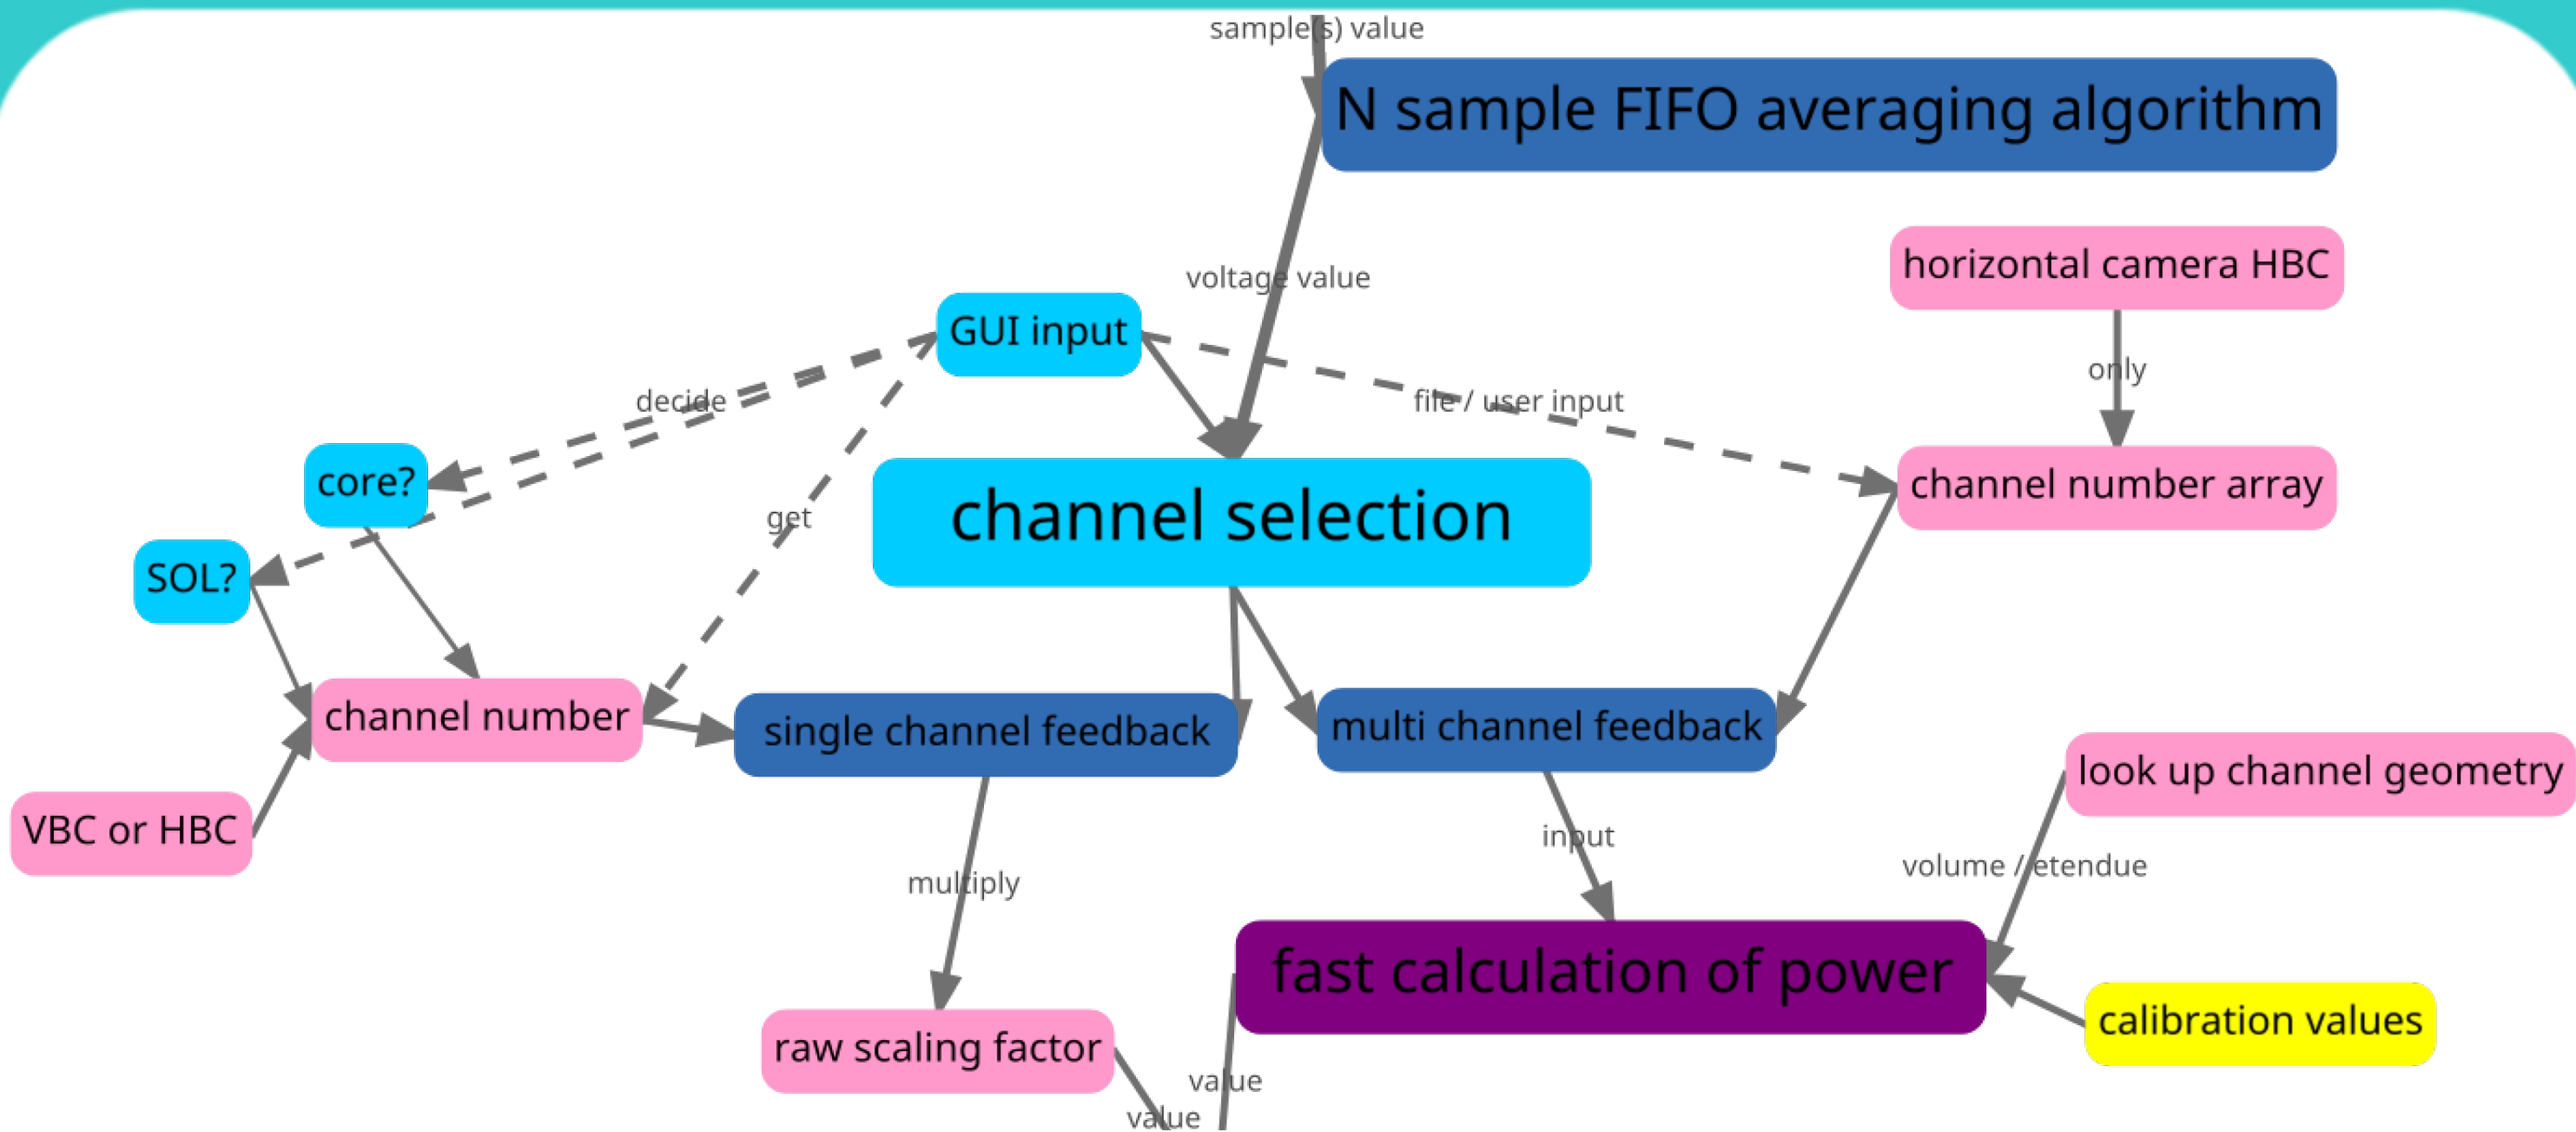 sample(s) value
N sample FIFO averaging algorithm
horizontal camera HBC
voltage value
GUI input
only
decide
file / user input
core?
channel number array
get
channel selection
SOL?
channel number
single channel feedback
multi channel feedback
look up channel geometry
VBC or HBC
input
volume / etendue
multiply
fast calculation of power
calibration values
raw scaling factor
value
value